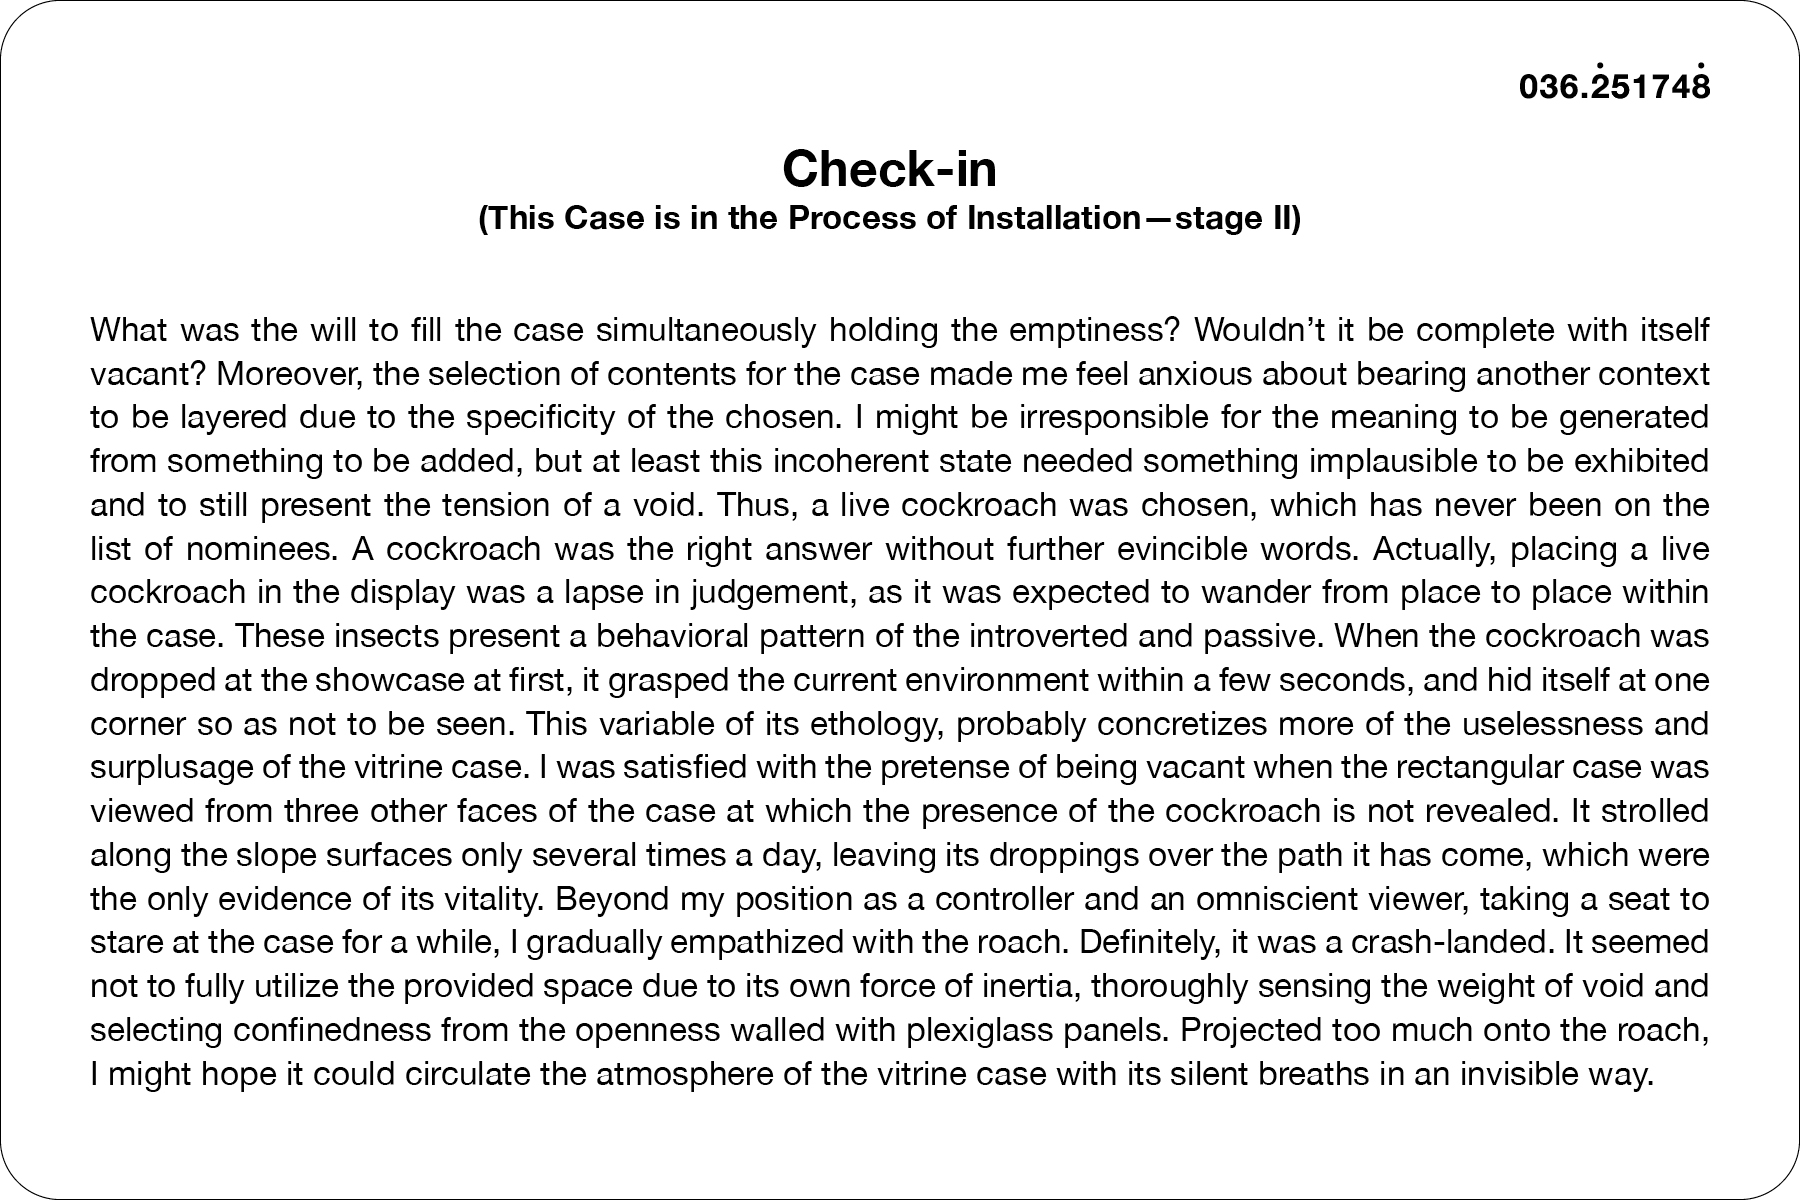 036.2̇51748̇
Check-in
(This Case is in the Process of Installation—stage II)
What was the will to fill the case simultaneously holding the emptiness? Wouldn’t it be complete with itself
vacant? Moreover, the selection of contents for the case made me feel anxious about bearing another context
to be layered due to the specificity of the chosen. I might be irresponsible for the meaning to be generated
from something to be added, but at least this incoherent state needed something implausible to be exhibited
and to still present the tension of a void. Thus, a live cockroach was chosen, which has never been on the
list of nominees. A cockroach was the right answer without further evincible words. Actually, placing a live
cockroach in the display was a lapse in judgement, as it was expected to wander from place to place within
the case. These insects present a behavioral pattern of the introverted and passive. When the cockroach was
dropped at the showcase at first, it grasped the current environment within a few seconds, and hid itself at one
corner so as not to be seen. This variable of its ethology, probably concretizes more of the uselessness and
surplusage of the vitrine case. I was satisfied with the pretense of being vacant when the rectangular case was
viewed from three other faces of the case at which the presence of the cockroach is not revealed. It strolled
along the slope surfaces only several times a day, leaving its droppings over the path it has come, which were
the only evidence of its vitality. Beyond my position as a controller and an omniscient viewer, taking a seat to
stare at the case for a while, I gradually empathized with the roach. Definitely, it was a crash-landed. It seemed
not to fully utilize the provided space due to its own force of inertia, thoroughly sensing the weight of void and
selecting confinedness from the openness walled with plexiglass panels. Projected too much onto the roach,
I might hope it could circulate the atmosphere of the vitrine case with its silent breaths in an invisible way.